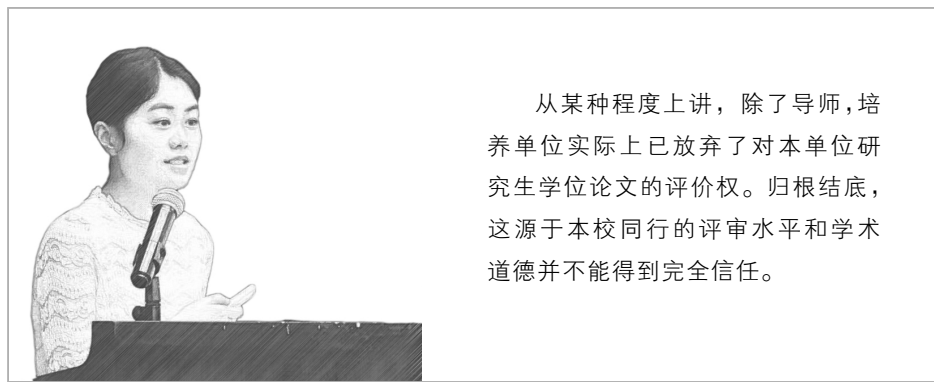 从某种程度上讲，除了导师，培
养单位实际上已放弃了对本单位研
究生学位论文的评价权。归根结底，
这源于本校同行的评审水平和学术
道德并不能得到完全信任。